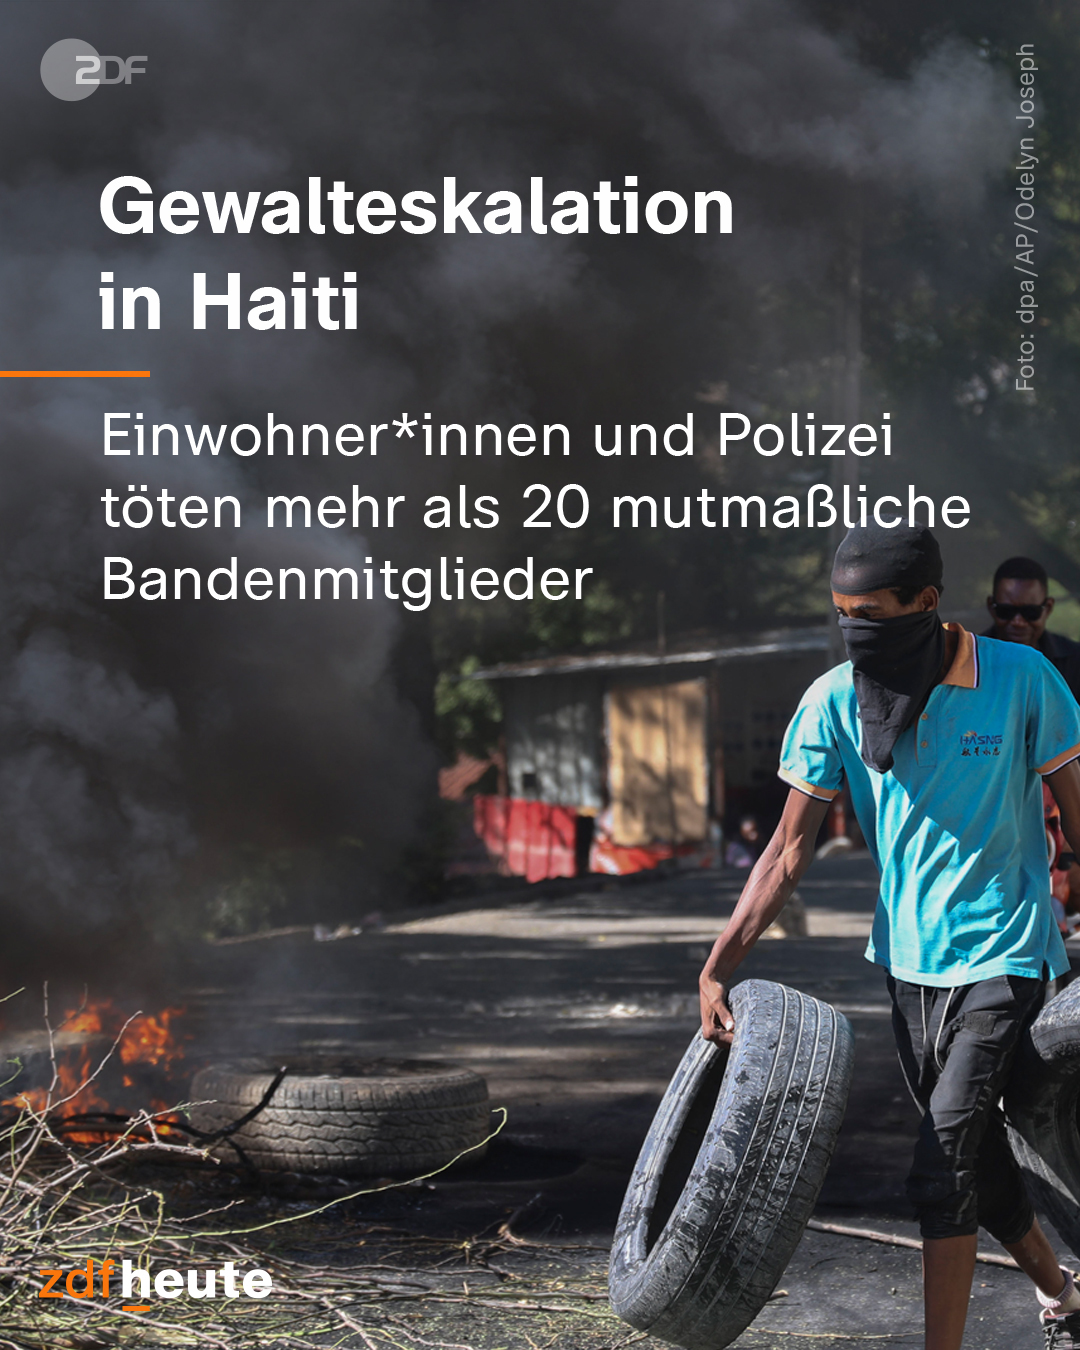 ZDF
Foto: dpa/AP/Odelyn Joseph
Gewalteskalation
in Haiti
Einwohner*innen und Polizei
töten mehr als 20 mutmaßliche
Bandenmitglieder
HASNG
zdfheute